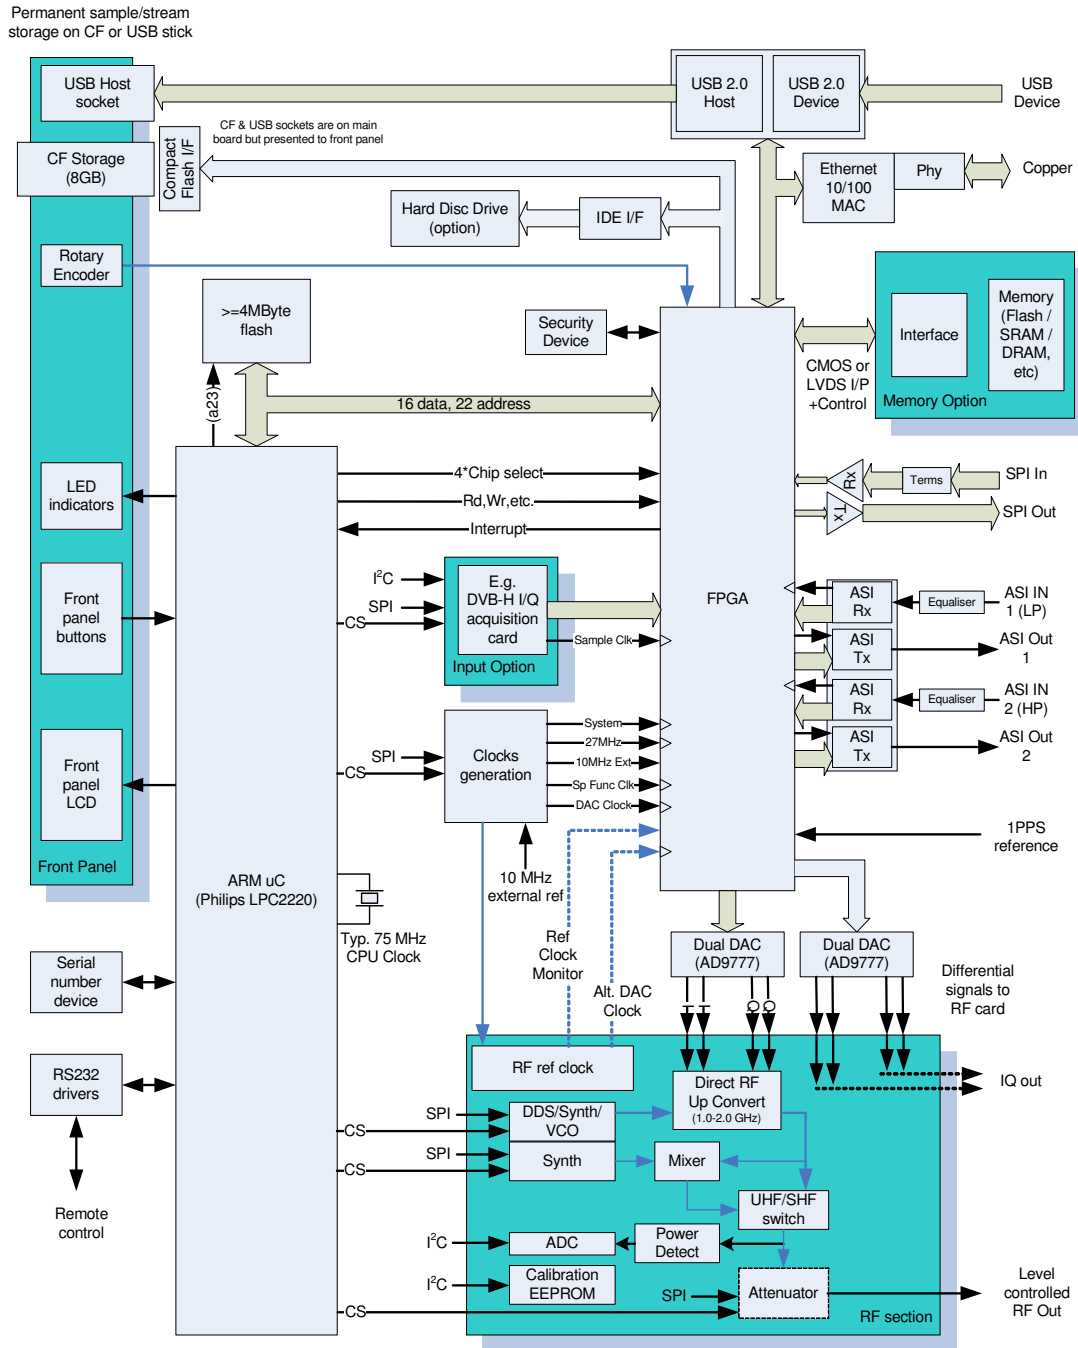 Permanent sample/stream
storage on CF or USB stick
USB Host
socket
USB 2.0
Host
USB 2.0
Device
USB
Device
CF & USB sockets are on main
board but presented to front panel
CF Storage
(8GB)
Compact
Flash I/F
Ethernet
10/100
MAC
Phy
Copper
Hard Disc Drive
(option)
IDE I/F
Rotary
Encoder
>=4MByte
flash
Security
Device
Interface
Memory
(Flash /
SRAM /
DRAM,
etc)
CMOS or
LVDS I/P
+Control
Memory Option
(a23)
16 data, 22 address
LED
indicators
4*Chip select
Rd,Wr,etc.
Interrupt
Rx
Terms
SPI In
Tx
SPI Out
Front
panel
buttons
I2C
SPI
CS
E.g.
DVB-H I/Q
acquisition
card
Sample Clk
Input Option
FPGA
ASI
Rx
Equaliser
ASI IN
1 (LP)
ASI
Tx
ASI Out
1
ASI
Rx
Equaliser
ASI IN
2 (HP)
ASI
Tx
ASI Out
2
Front
panel
LCD
Front Panel
SPI
CS
Clocks
generation
System
27MHz
10MHz Ext
Sp Func Clk
DAC Clock
1PPS
reference
10 MHz
external ref
ARM uC
(Philips LPC2220)
Typ. 75 MHz
CPU Clock
Ref
Clock
Monitor
Alt. DAC
Clock
Dual DAC
(AD9777)
Dual DAC
(AD9777)
Differential
signals to
RF card
I
I
Q
Q
Serial
number
device
RS232
drivers
Remote
control
RF ref clock
Direct RF
Up Convert
(1.0-2.0 GHz)
IQ out
SPI
CS
DDS/Synth/
VCO
SPI
CS
Synth
Mixer
UHF/SHF
switch
I2C
ADC
Power
Detect
I2C
Calibration
EEPROM
SPI
CS
Attenuator
RF section
Level
controlled
RF Out